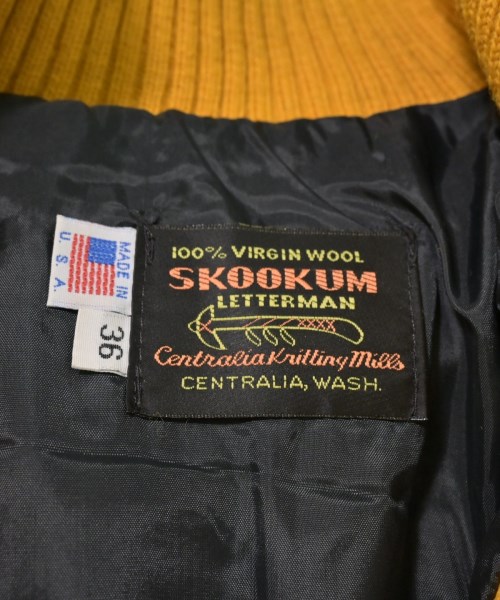 MADE IN
U.S.A.
36
100% VIRGIN WOOL
SKOOKUM
LETTERMAN
Centralia Knitting Mills
CENTRALIA, WASH.